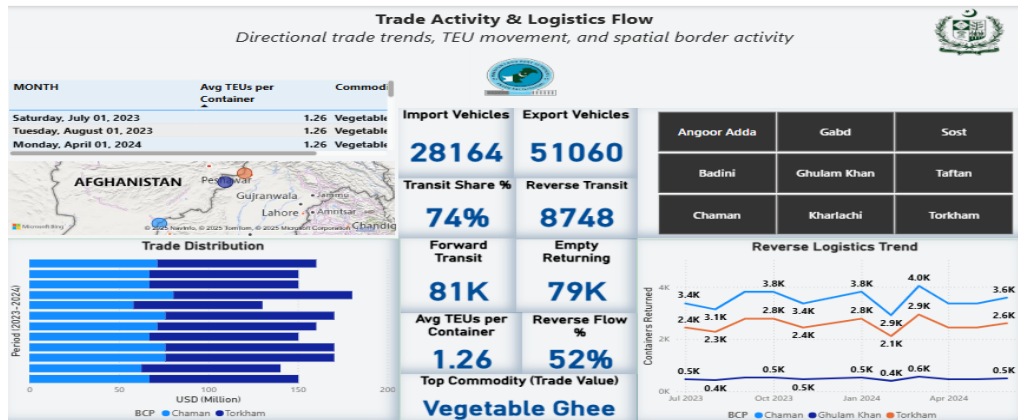 Trade Activity & Logistics Flow
Directional trade trends, TEU movement, and spatial border activity
MONTH Avg TEUs per Container Commodi
Saturday, July 01, 2023 1.26 Vegetable
Tuesday, August 01, 2023 1.26 Vegetable
Monday, April 01, 2024 1.26 Vegetable
AFGHANISTAN
Peshawar
Gujranwala
Jammu
Lahore
Amritsar
Chandig
Microsoft Bing
© 2025 NavInfo, © 2025 TomTom, © 2025 Microsoft Corporation
Import Vehicles Export Vehicles
28164 51060
Transit Share % Reverse Transit
74% 8748
Forward Transit
81K
Empty Returning
79K
Avg TEUs per Container
1.26
Reverse Flow %
52%
Top Commodity (Trade Value)
Vegetable Ghee
Angoor Adda Gabd Sost
Badini Ghulam Khan Taftan
Chaman Kharlachi Torkham
Trade Distribution
Period (2023-2024)
0 50 100 150 200
USD (Million)
BCP Chaman Torkham
Reverse Logistics Trend
Containers Returned
4K
2K
0K
3.4K 3.1K 3.8K 3.4K 3.8K 2.9K 4.0K 3.6K
2.4K 2.3K 2.8K 2.4K 2.8K 2.1K 2.9K 2.6K
0.5K 0.4K 0.5K 0.5K 0.5K 0.4K 0.6K 0.5K
Jul 2023 Oct 2023 Jan 2024 Apr 2024
BCP Chaman Ghulam Khan Torkham